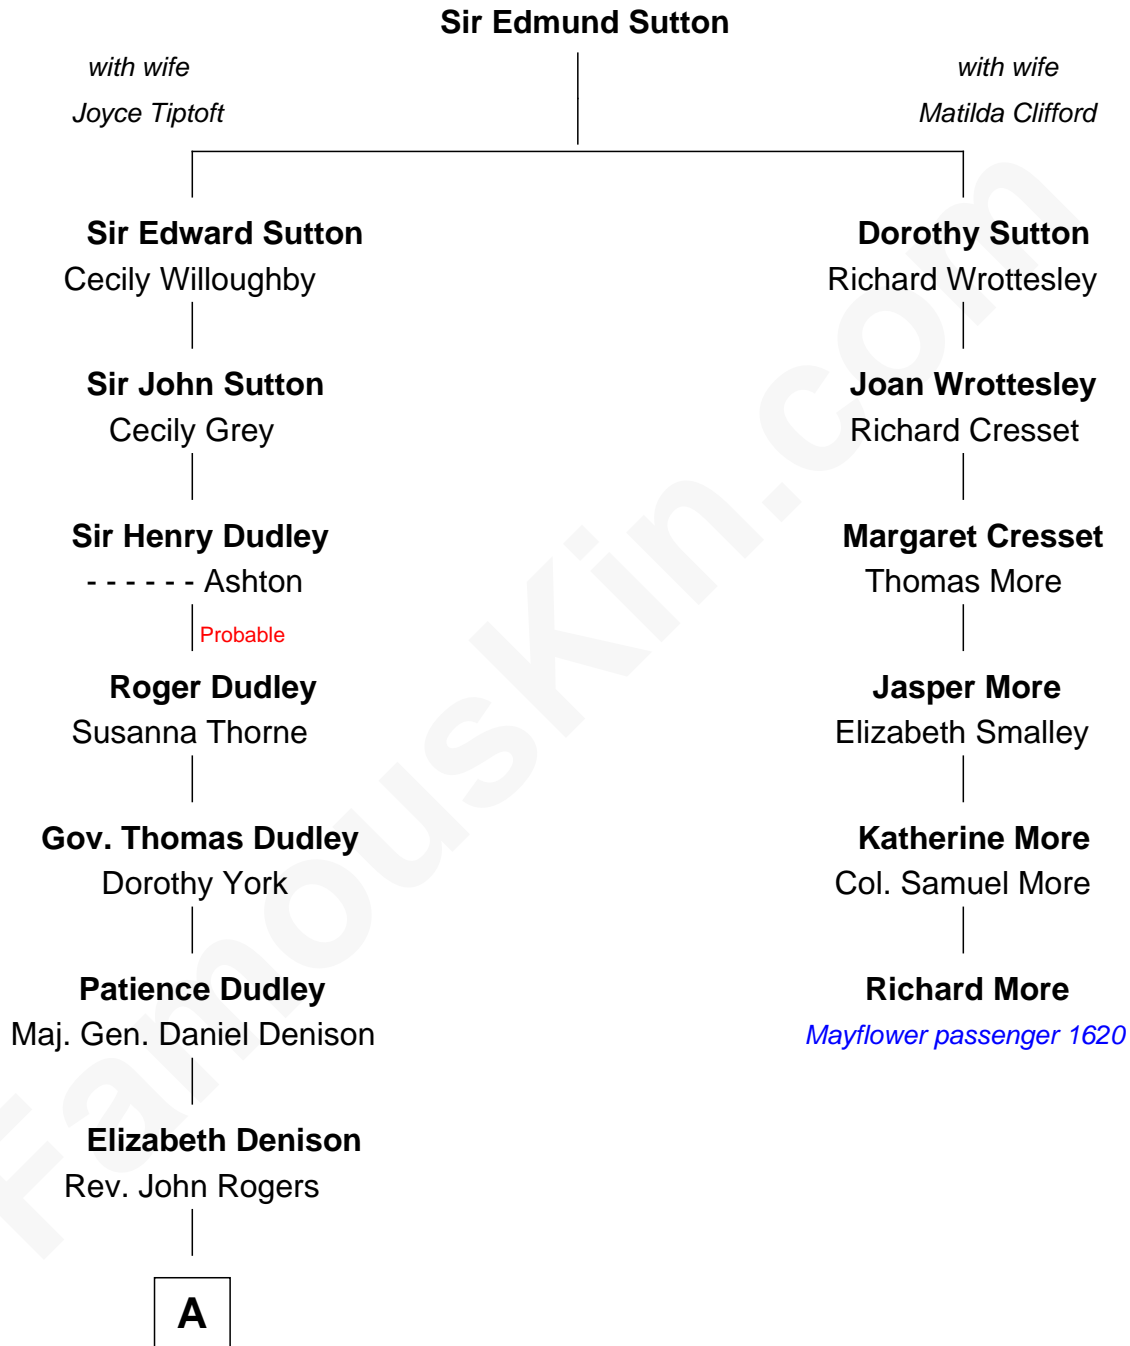 Sir Edmund Sutton
with wife
Joyce Tiptoft
with wife
Matilda Clifford
Sir Edward Sutton
Cecily Willoughby
Dorothy Sutton
Richard Wrottesley
Sir John Sutton
Cecily Grey
Joan Wrottesley
Richard Cresset
Sir Henry Dudley
- - - - - - Ashton
Margaret Cresset
Thomas More
Probable
Roger Dudley
Susanna Thorne
Jasper More
Elizabeth Smalley
Gov. Thomas Dudley
Dorothy York
Katherine More
Col. Samuel More
Patience Dudley
Maj. Gen. Daniel Denison
Richard More
Mayflower passenger 1620
Elizabeth Denison
Rev. John Rogers
A
FamousKin.com